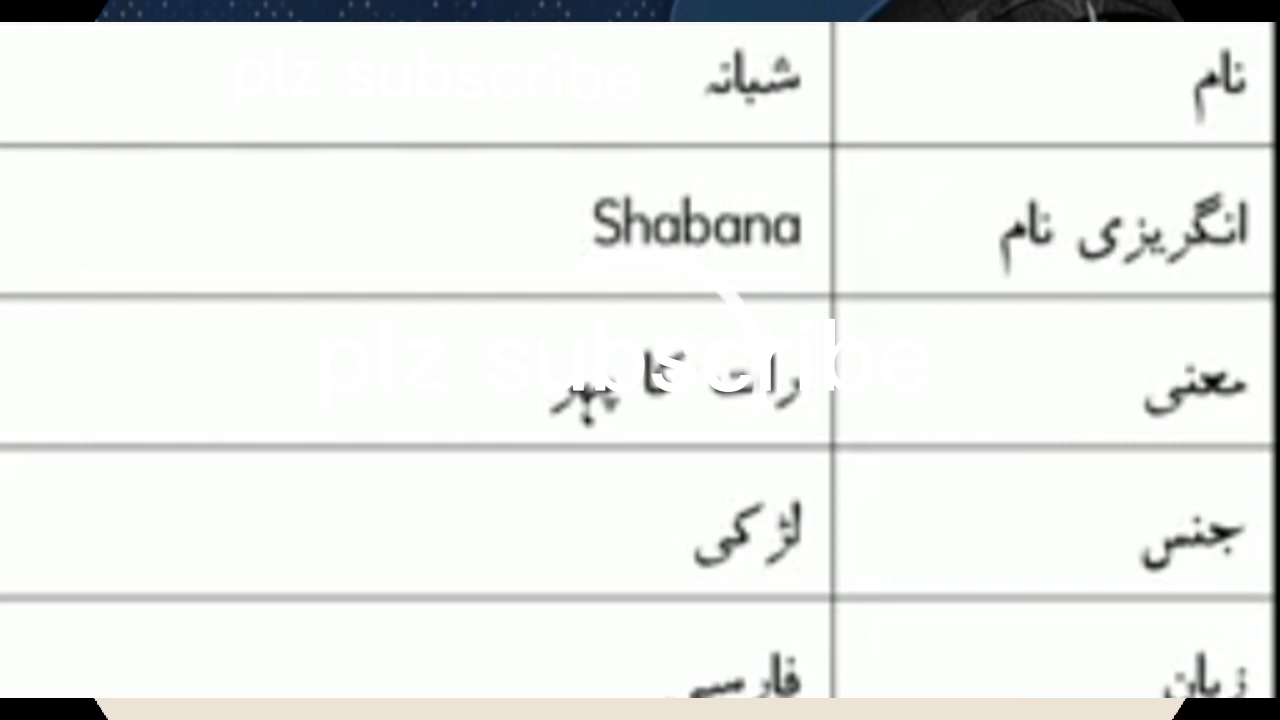 plz subscribe
نام شبانہ
انگریزی نام Shabana
معنی رات کا پہر
plz subscribe
جنس لڑکی
زبان فارسی